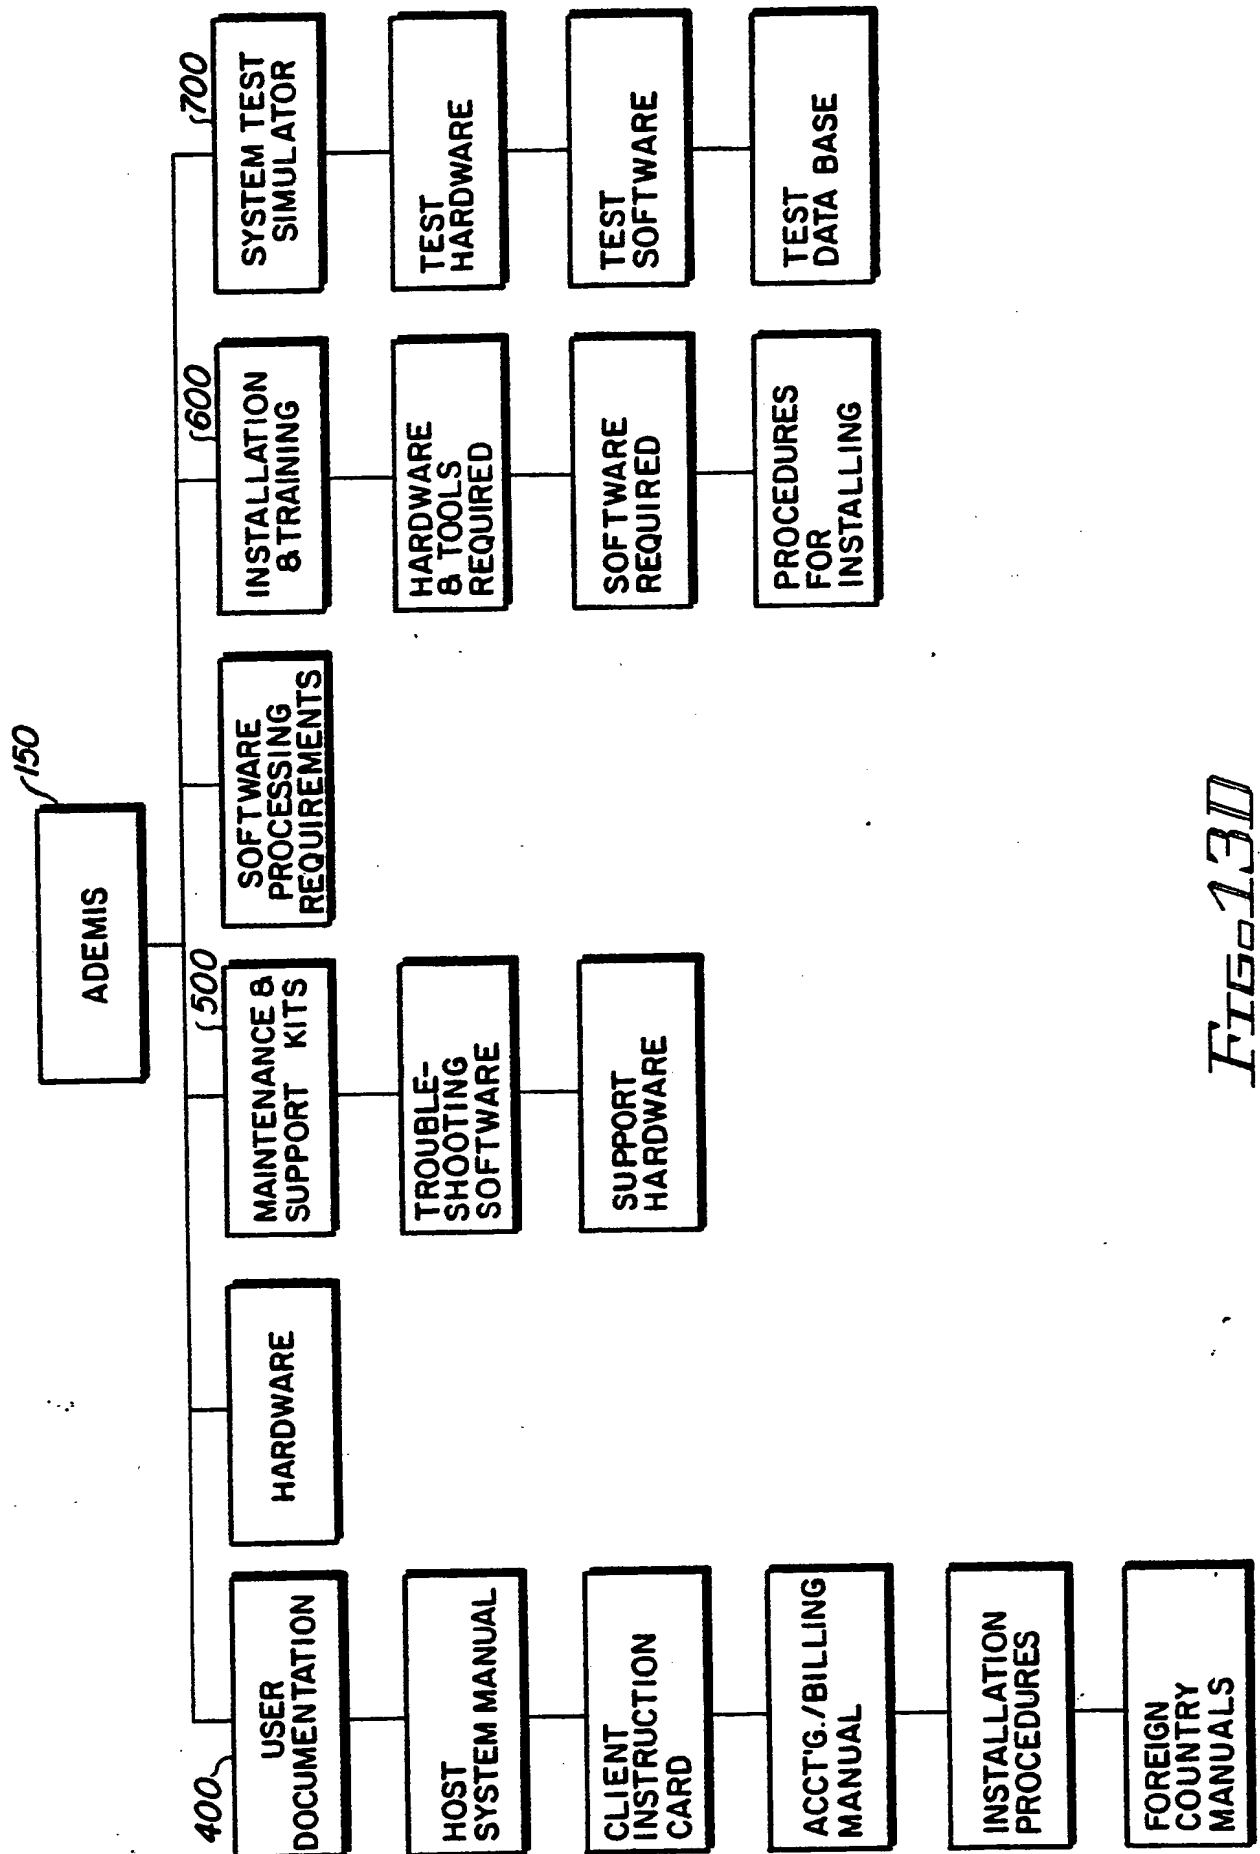 150
ADEMIS
400
USER
DOCUMENTATION
HOST
SYSTEM MANUAL
CLIENT
INSTRUCTION
CARD
ACCT'G./BILLING
MANUAL
INSTALLATION
PROCEDURES
FOREIGN
COUNTRY
MANUALS
HARDWARE
500
MAINTENANCE &
SUPPORT KITS
TROUBLE-
SHOOTING
SOFTWARE
SUPPORT
HARDWARE
SOFTWARE
PROCESSING
REQUIREMENTS
600
INSTALLATION
& TRAINING
HARDWARE
& TOOLS
REQUIRED
SOFTWARE
REQUIRED
PROCEDURES
FOR
INSTALLING
700
SYSTEM TEST
SIMULATOR
TEST
HARDWARE
TEST
SOFTWARE
TEST
DATA BASE
FIG. 13D